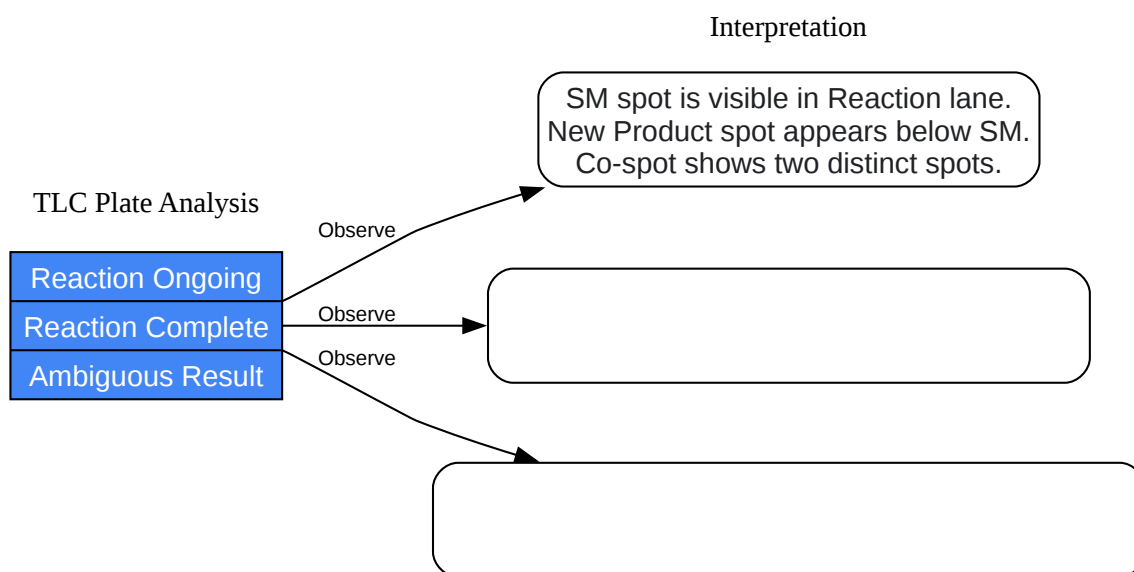 Interpretation
SM spot is visible in Reaction lane.
New Product spot appears below SM.
Co-spot shows two distinct spots.
TLC Plate Analysis
Observe
Reaction Ongoing
Observe
Reaction Complete
Observe
Ambiguous Result